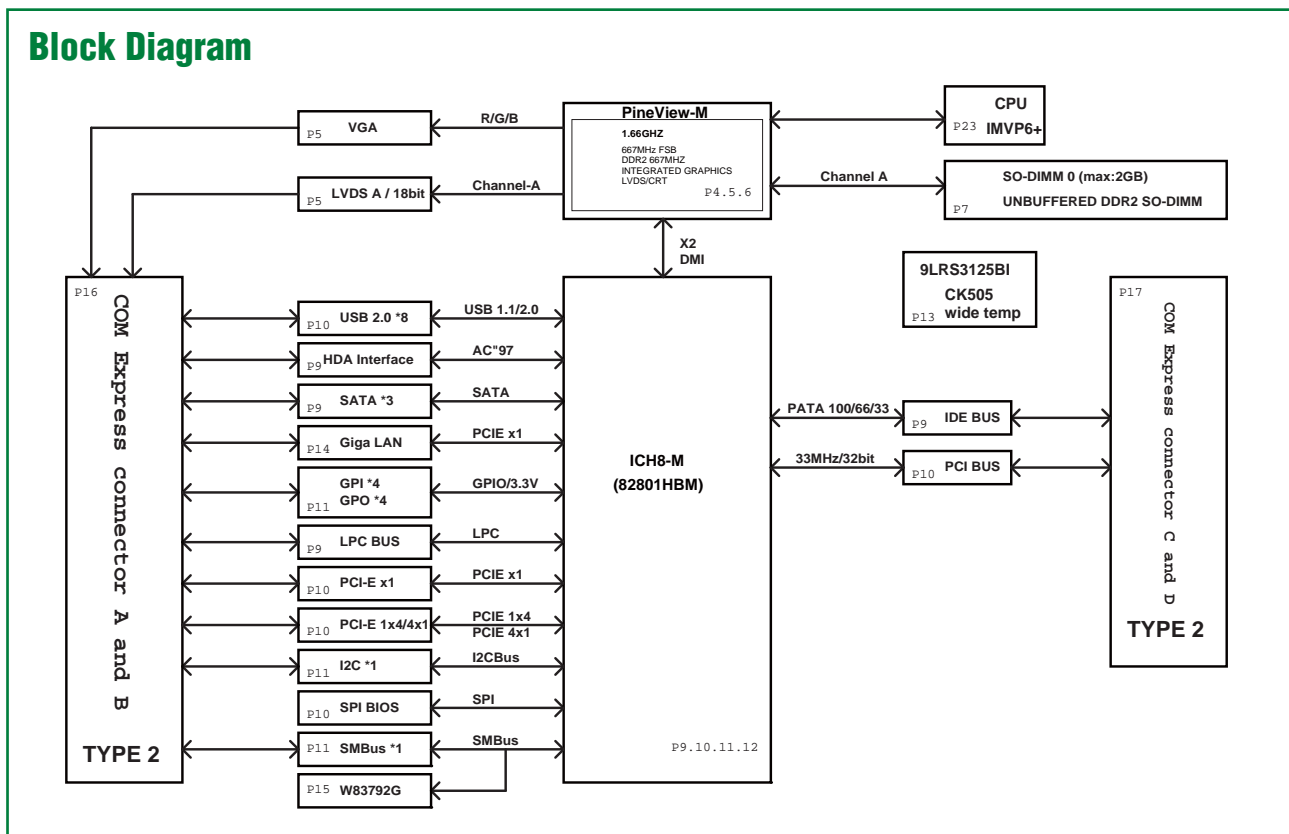 Block Diagram
PineView-M
1.66GHZ
667MHz FSB
DDR2 667MHZ
INTEGRATED GRAPHICS
LVDS/CRT
P4.5.6
P5 VGA
R/G/B
P5 LVDS A / 18bit
Channel-A
CPU
P23 IMVP6+
Channel A
SO-DIMM 0 (max:2GB)
P7 UNBUFFERED DDR2 SO-DIMM
X2
DMI
9LRS3125BI
CK505
P13 wide temp
P16
COM Express connector A and B
TYPE 2
P10 USB 2.0 *8
USB 1.1/2.0
P9 HDA Interface
AC"97
P9 SATA *3
SATA
P14 Giga LAN
PCIE x1
GPI *4
P11 GPO *4
GPIO/3.3V
P9 LPC BUS
LPC
P10 PCI-E x1
PCIE x1
P10 PCI-E 1x4/4x1
PCIE 1x4
PCIE 4x1
P11 I2C *1
I2CBus
P10 SPI BIOS
SPI
P11 SMBus *1
SMBus
P15 W83792G
ICH8-M
(82801HBM)
P9.10.11.12
PATA 100/66/33
P9 IDE BUS
33MHz/32bit
P10 PCI BUS
P17
COM Express connector C and D
TYPE 2